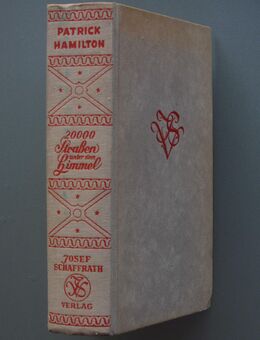 PATRICK
HAMILTON
20000
Straßen
unter dem
Himmel
JOSEF
SCHAFFRATH
VERLAG